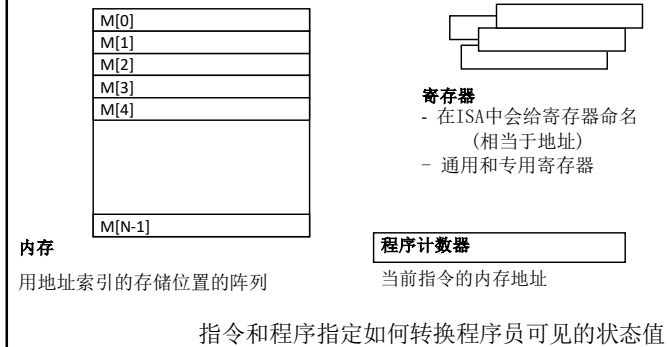 M[0]
M[1]
M[2]
M[3]
M[4]
M[N-1]
内存
用地址索引的存储位置的阵列
寄存器
- 在ISA中会给寄存器命名
(相当于地址)
- 通用和专用寄存器
程序计数器
当前指令的内存地址
指令和程序指定如何转换程序员可见的状态值